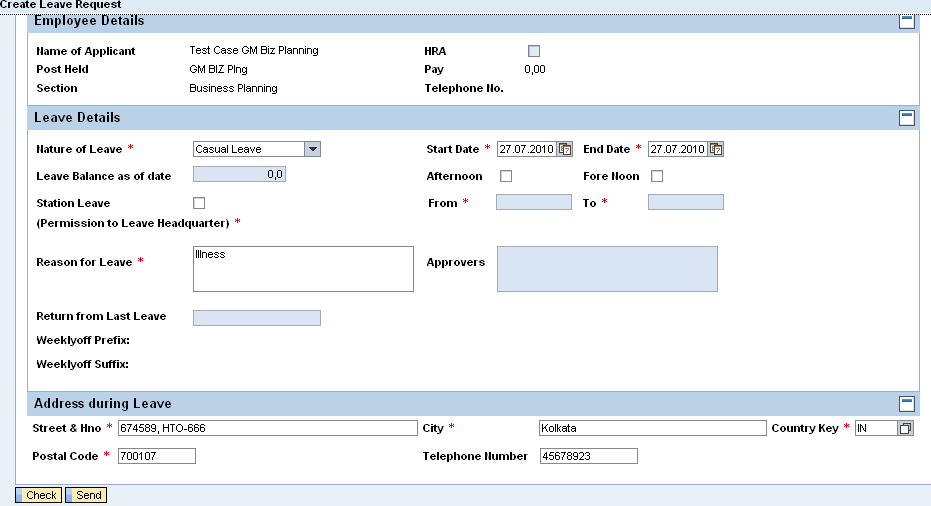 Create Leave Request
Employee Details
Name of Applicant Test Case GM Biz Planning HRA
Post Held GM BIZ Plng Pay 0,00
Section Business Planning Telephone No.
Leave Details
Nature of Leave * Casual Leave Start Date * 27.07.2010 End Date * 27.07.2010
Leave Balance as of date 0,0 Afternoon Fore Noon
Station Leave From * To *
(Permission to Leave Headquarter) *
Reason for Leave * Illness Approvers
Return from Last Leave
Weeklyoff Prefix:
Weeklyoff Suffix:
Address during Leave
Street & Hno * 674589, HTO-666 City * Kolkata Country Key * IN
Postal Code * 700107 Telephone Number 45678923
Check Send